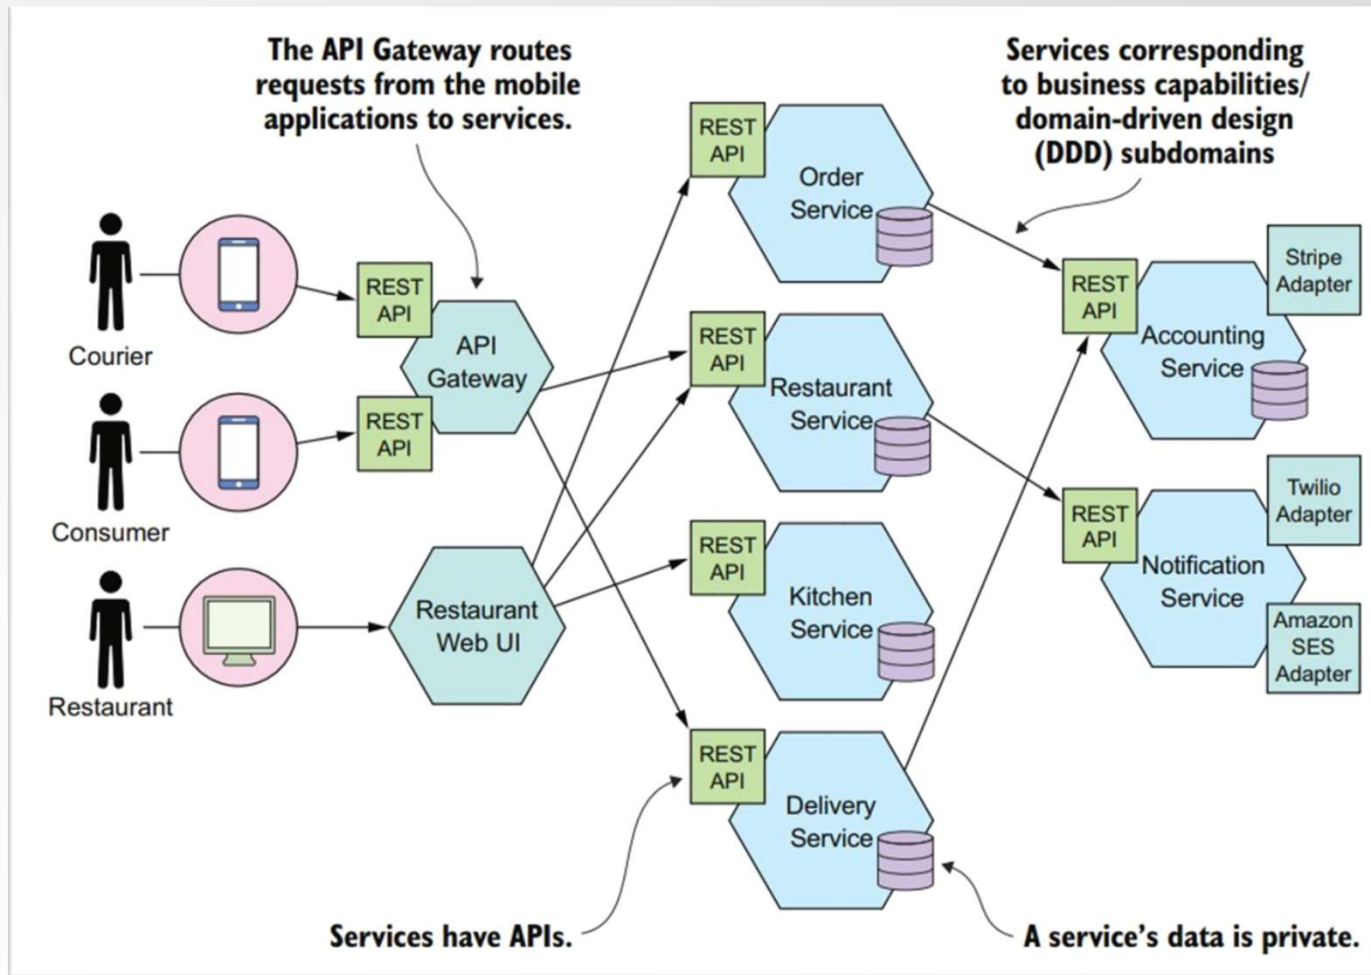 The API Gateway routes
requests from the mobile
applications to services.
Services corresponding
to business capabilities/
domain-driven design
(DDD) subdomains
REST
API
Order
Service
Courier
REST
API
API
Gateway
REST
API
Consumer
REST
API
Restaurant
Service
REST
API
Accounting
Service
Stripe
Adapter
Restaurant
Restaurant
Web UI
REST
API
Kitchen
Service
REST
API
Notification
Service
Twilio
Adapter
Amazon
SES
Adapter
REST
API
Delivery
Service
Services have APIs.
A service's data is private.